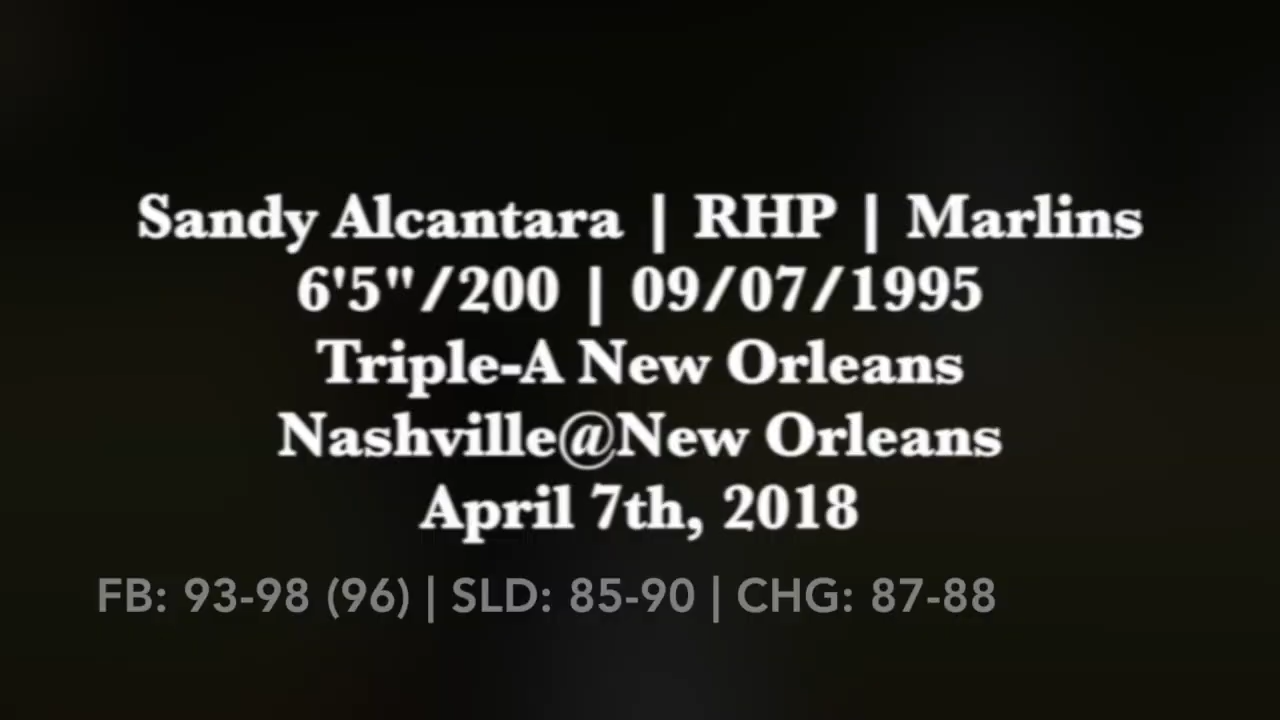 Sandy Alcantara | RHP | Marlins
6'5"/200 | 09/07/1995
Triple-A New Orleans
Nashville@New Orleans
April 7th, 2018
FB: 93-98 (96) | SLD: 85-90 | CHG: 87-88